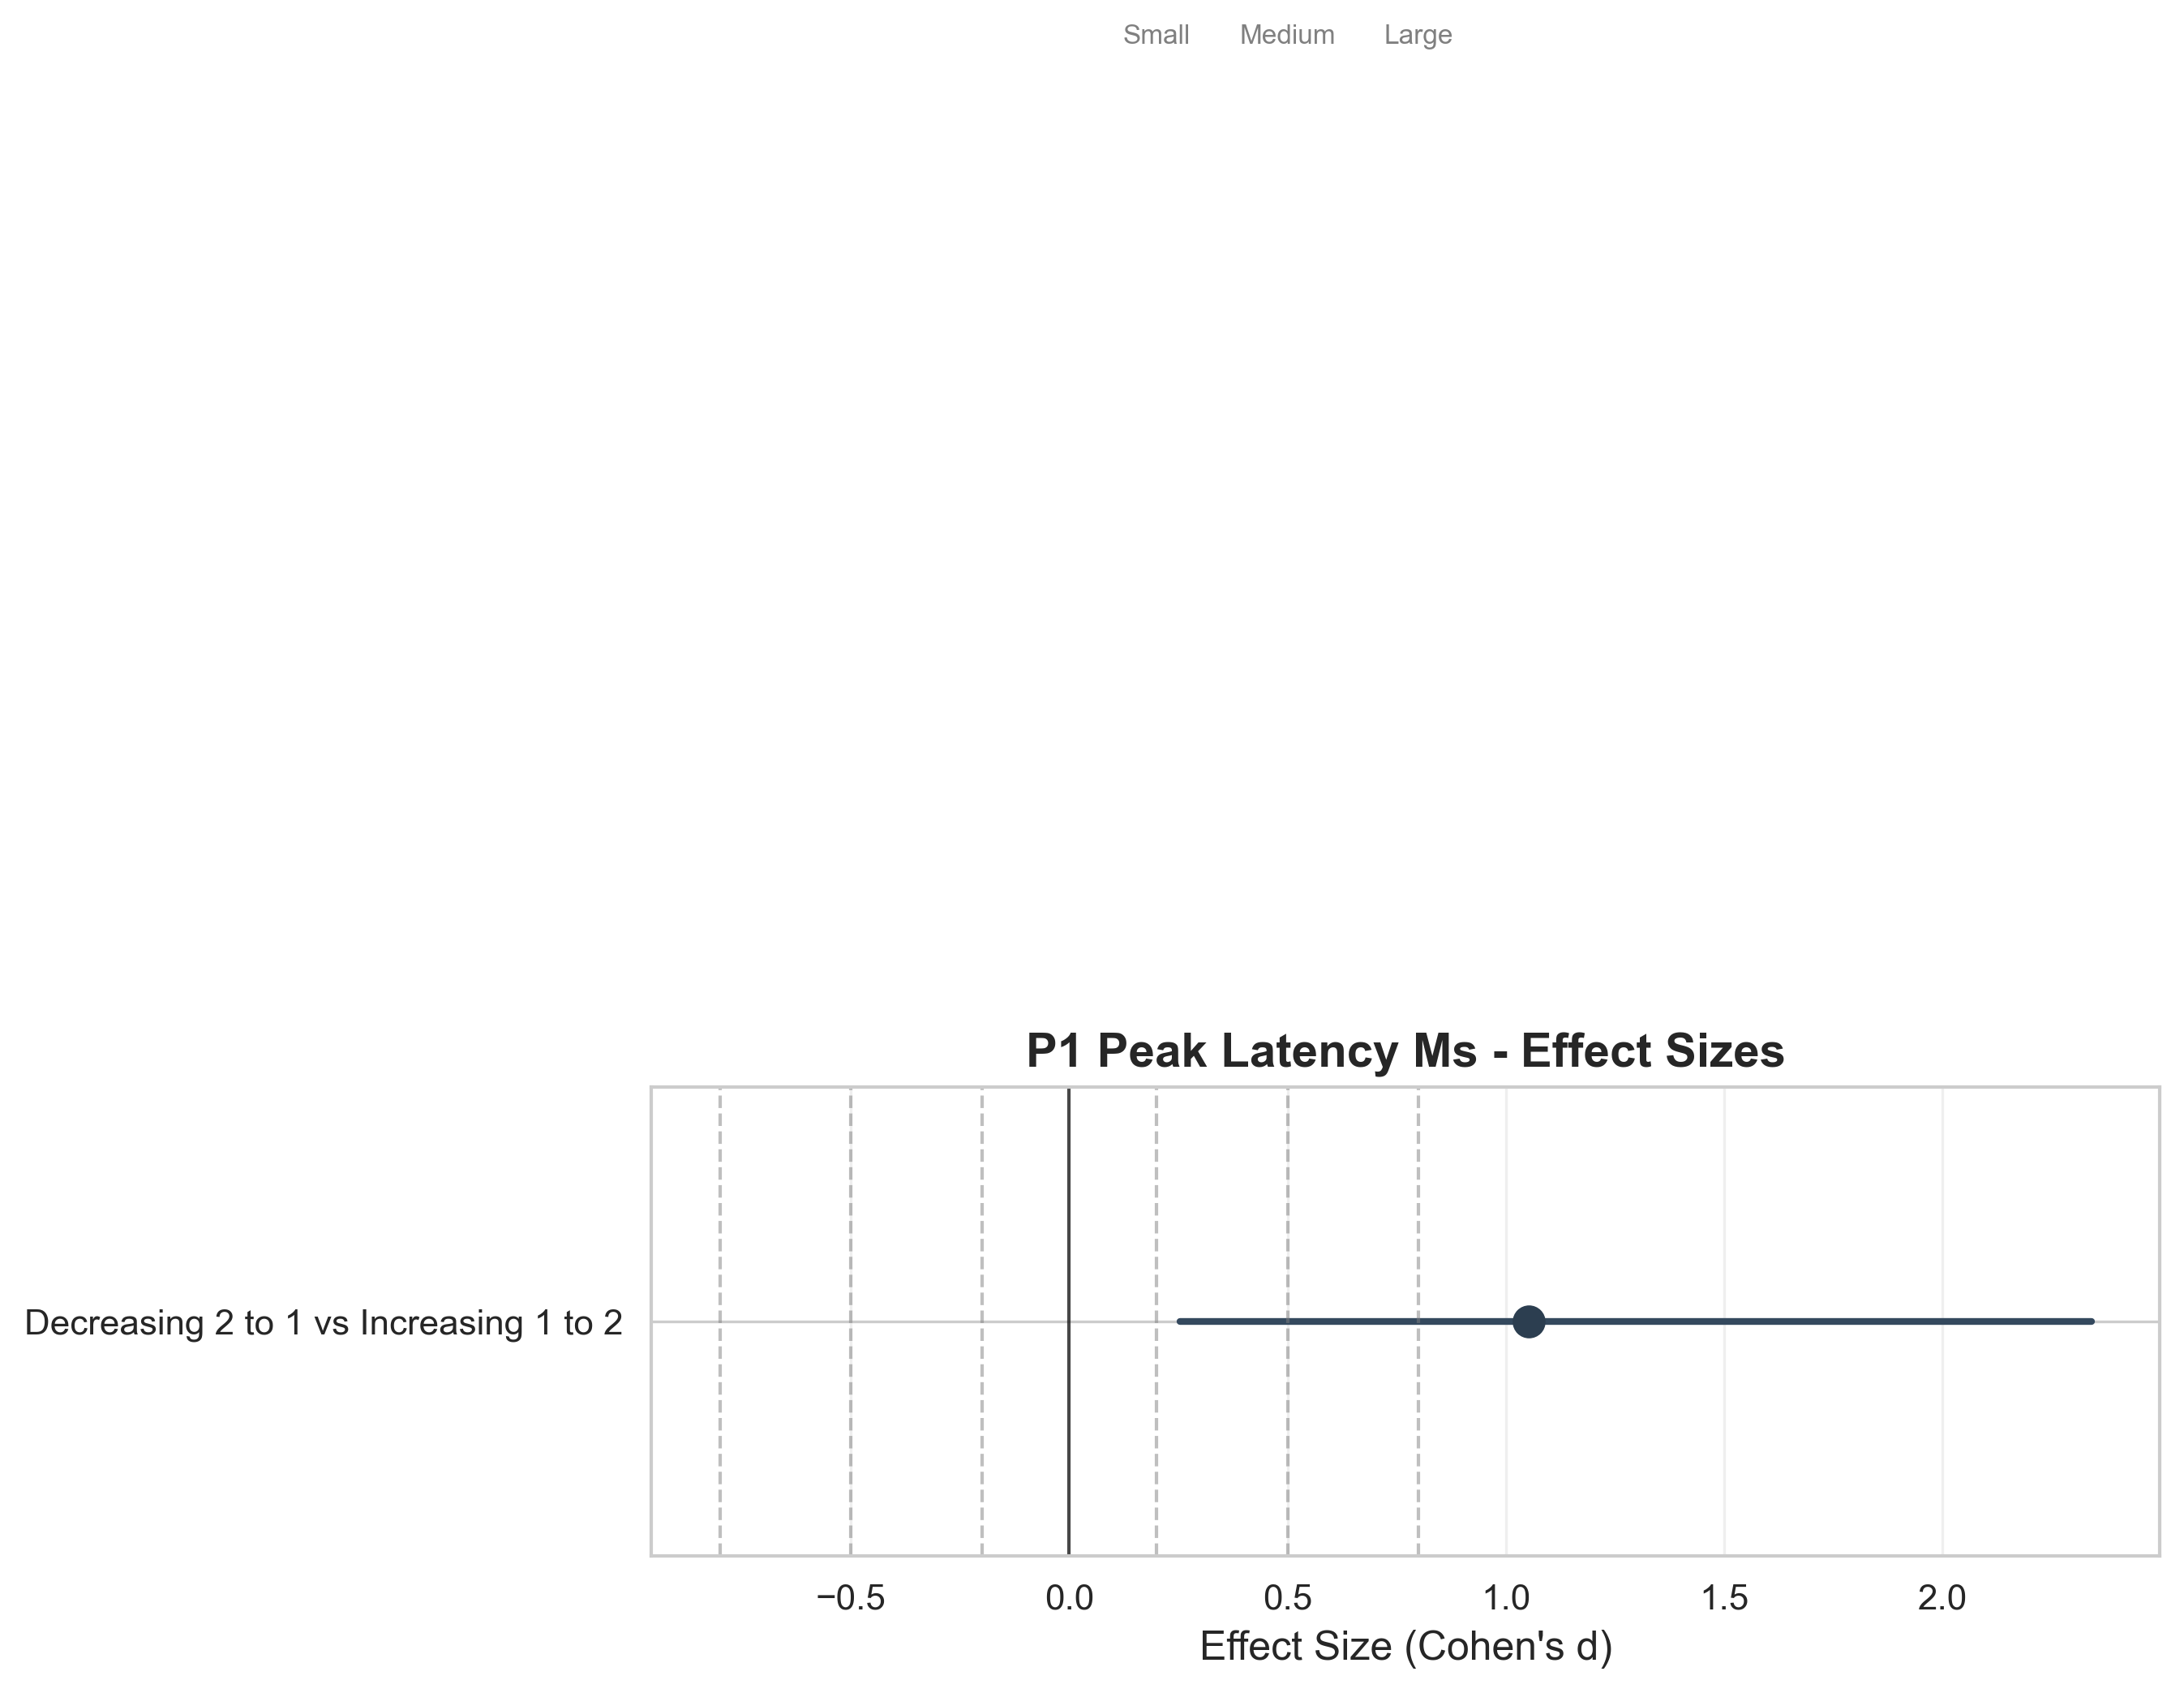 Small Medium Large
P1 Peak Latency Ms - Effect Sizes
Decreasing 2 to 1 vs Increasing 1 to 2
−0.5 0.0 0.5 1.0 1.5 2.0
Effect Size (Cohen's d)